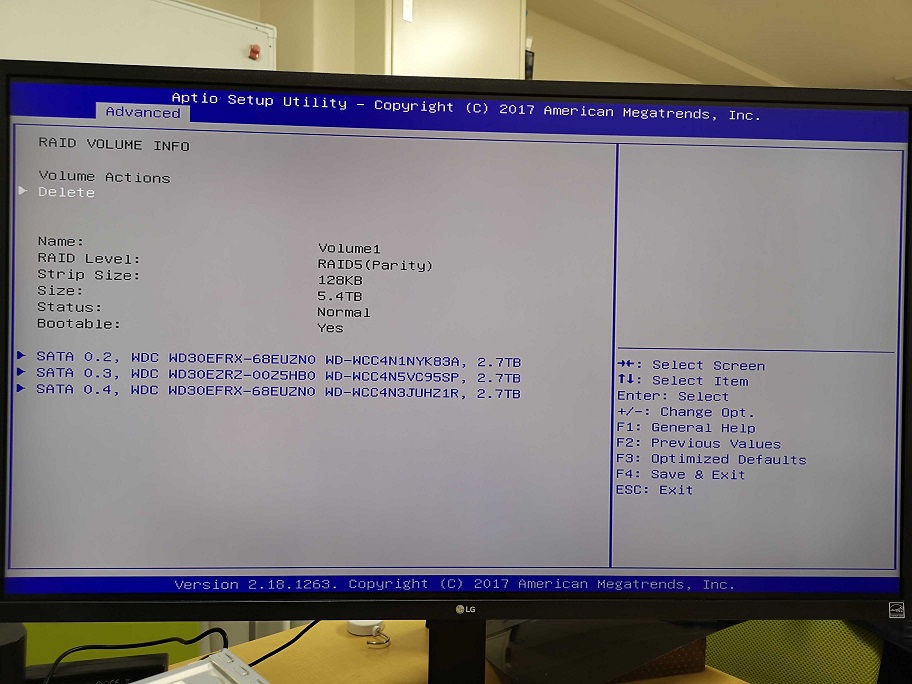 Aptio Setup Utility – Copyright (C) 2017 American Megatrends, Inc.
Advanced
RAID VOLUME INFO
Volume Actions
► Delete
Name: Volume1
RAID Level: RAID5(Parity)
Strip Size: 128KB
Size: 5.4TB
Status: Normal
Bootable: Yes
► SATA 0.2, WDC WD30EFRX-68EUZN0 WD-WCC4N1NYK83A, 2.7TB
► SATA 0.3, WDC WD30EZRZ-00Z5HB0 WD-WCC4N5VC95SP, 2.7TB
► SATA 0.4, WDC WD30EFRX-68EUZN0 WD-WCC4N3JUHZ1R, 2.7TB
→←: Select Screen
↑↓: Select Item
Enter: Select
+/-: Change Opt.
F1: General Help
F2: Previous Values
F3: Optimized Defaults
F4: Save & Exit
ESC: Exit
Version 2.18.1263. Copyright (C) 2017 American Megatrends, Inc.
LG